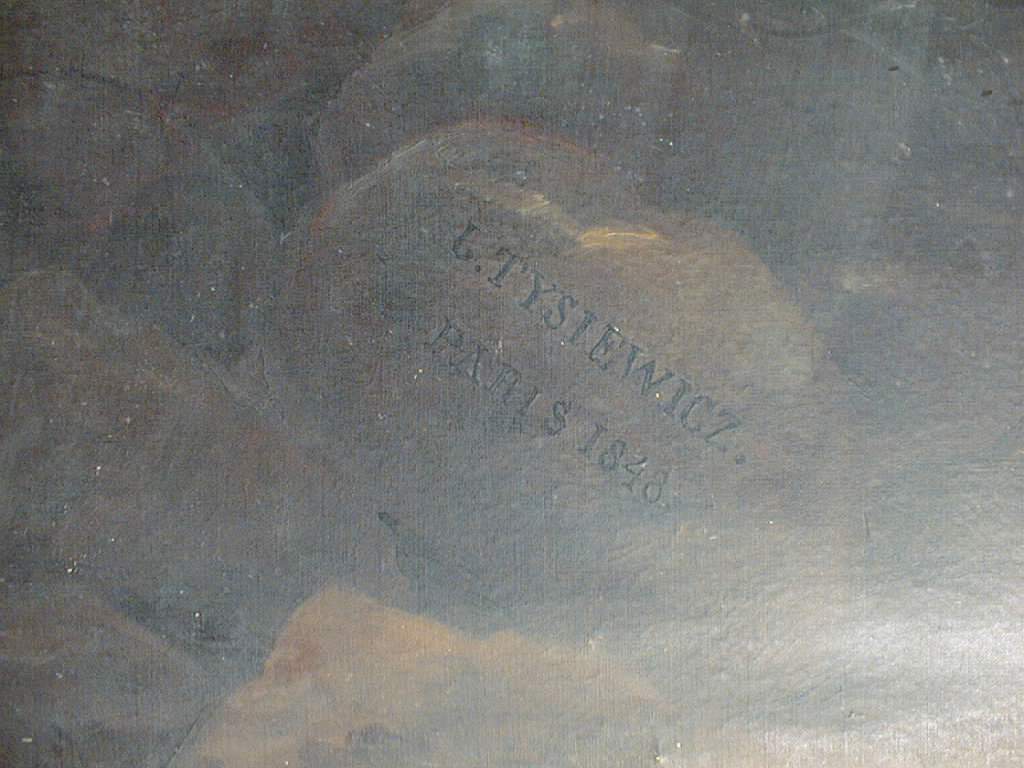 t. TYSIEWICZ.
PARIS 1848